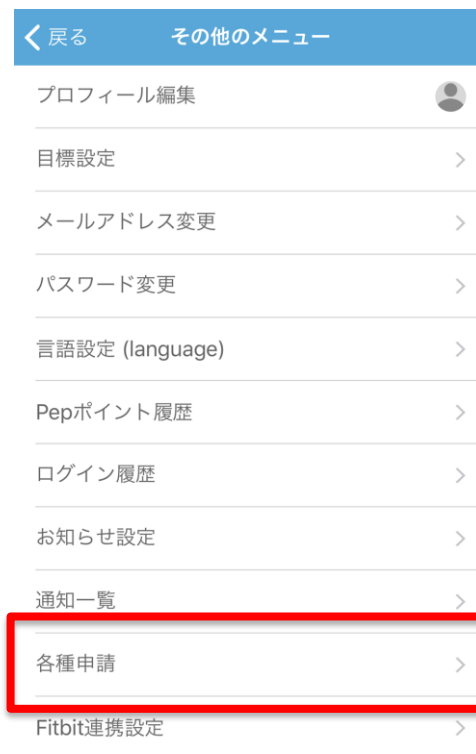 戻る その他のメニュー
プロフィール編集
目標設定
メールアドレス変更
パスワード変更
言語設定 (language)
Pepポイント履歴
ログイン履歴
お知らせ設定
通知一覧
各種申請
Fitbit連携設定